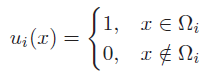 u_i(x) = { 1, x ∈ Ω_i
0, x ∉ Ω_i